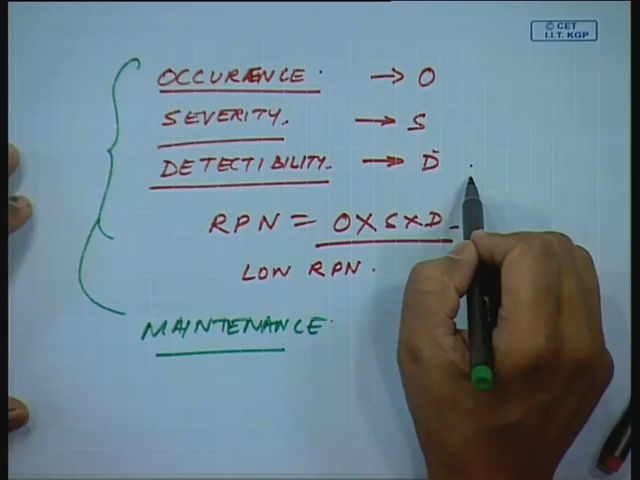 © CET
I.I.T. KGP
OCCURENCE. → O
SEVERITY. → S
DETECTIBILITY. → D
RPN = O X S X D
LOW RPN.
MAINTENANCE.